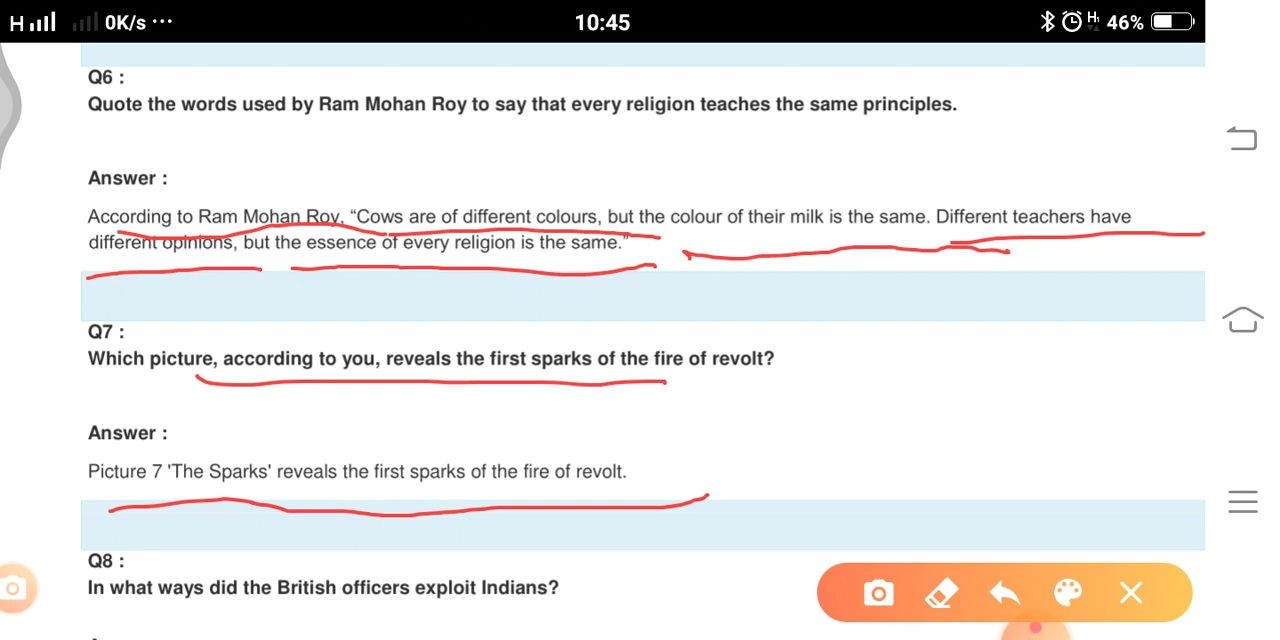 H 0K/s ··· 10:45 H 46%
Q6 :
Quote the words used by Ram Mohan Roy to say that every religion teaches the same principles.
Answer :
According to Ram Mohan Roy, “Cows are of different colours, but the colour of their milk is the same. Different teachers have
different opinions, but the essence of every religion is the same.”
Q7 :
Which picture, according to you, reveals the first sparks of the fire of revolt?
Answer :
Picture 7 'The Sparks' reveals the first sparks of the fire of revolt.
Q8 :
In what ways did the British officers exploit Indians?